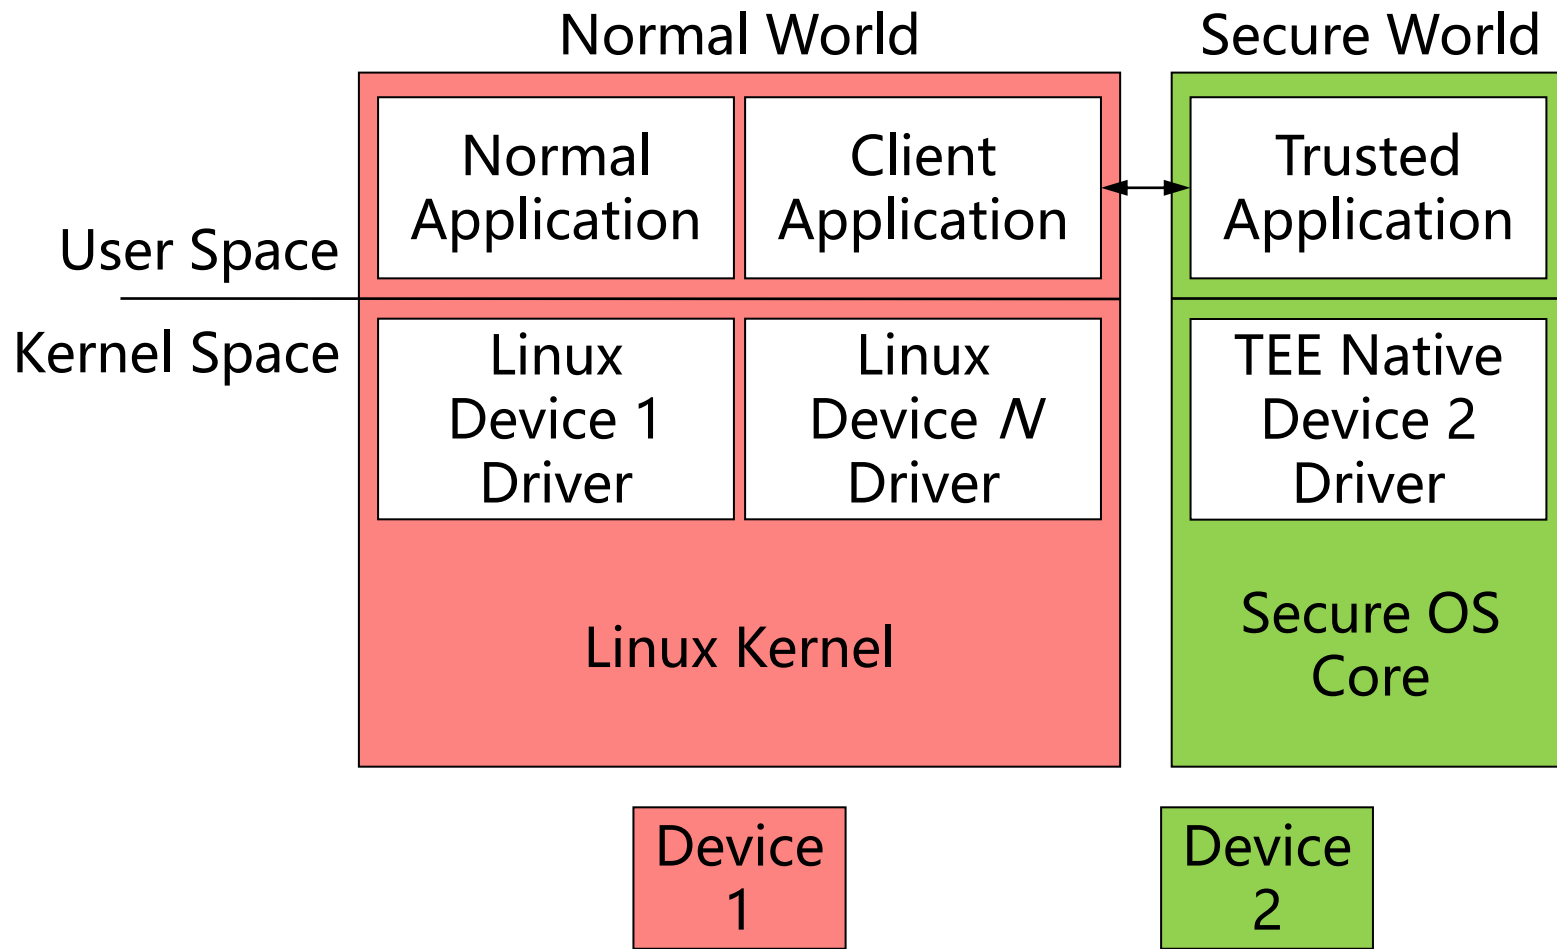 Normal World
Secure World
Normal
Application
Client
Application
Trusted
Application
User Space
Kernel Space
Linux
Device 1
Driver
Linux
Device N
Driver
TEE Native
Device 2
Driver
Linux Kernel
Secure OS
Core
Device
1
Device
2